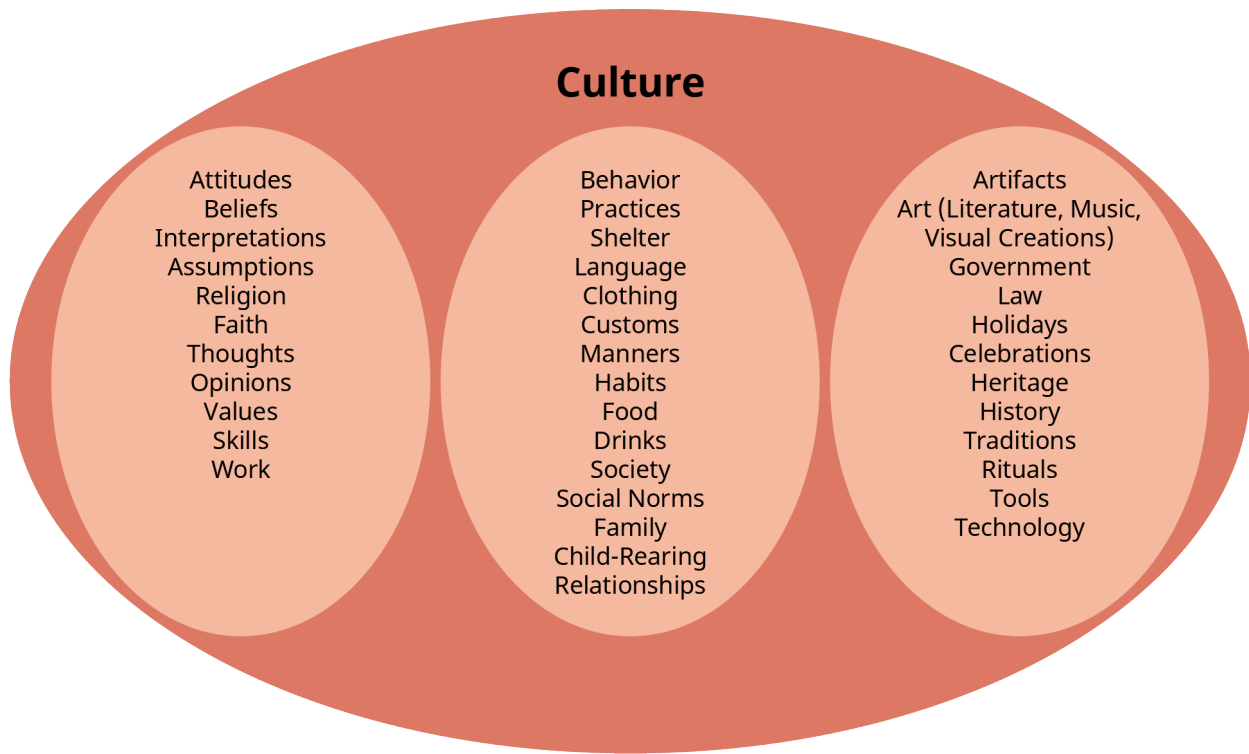 Culture
Attitudes
Beliefs
Interpretations
Assumptions
Religion
Faith
Thoughts
Opinions
Values
Skills
Work
Behavior
Practices
Shelter
Language
Clothing
Customs
Manners
Habits
Food
Drinks
Society
Social Norms
Family
Child-Rearing
Relationships
Artifacts
Art (Literature, Music,
Visual Creations)
Government
Law
Holidays
Celebrations
Heritage
History
Traditions
Rituals
Tools
Technology